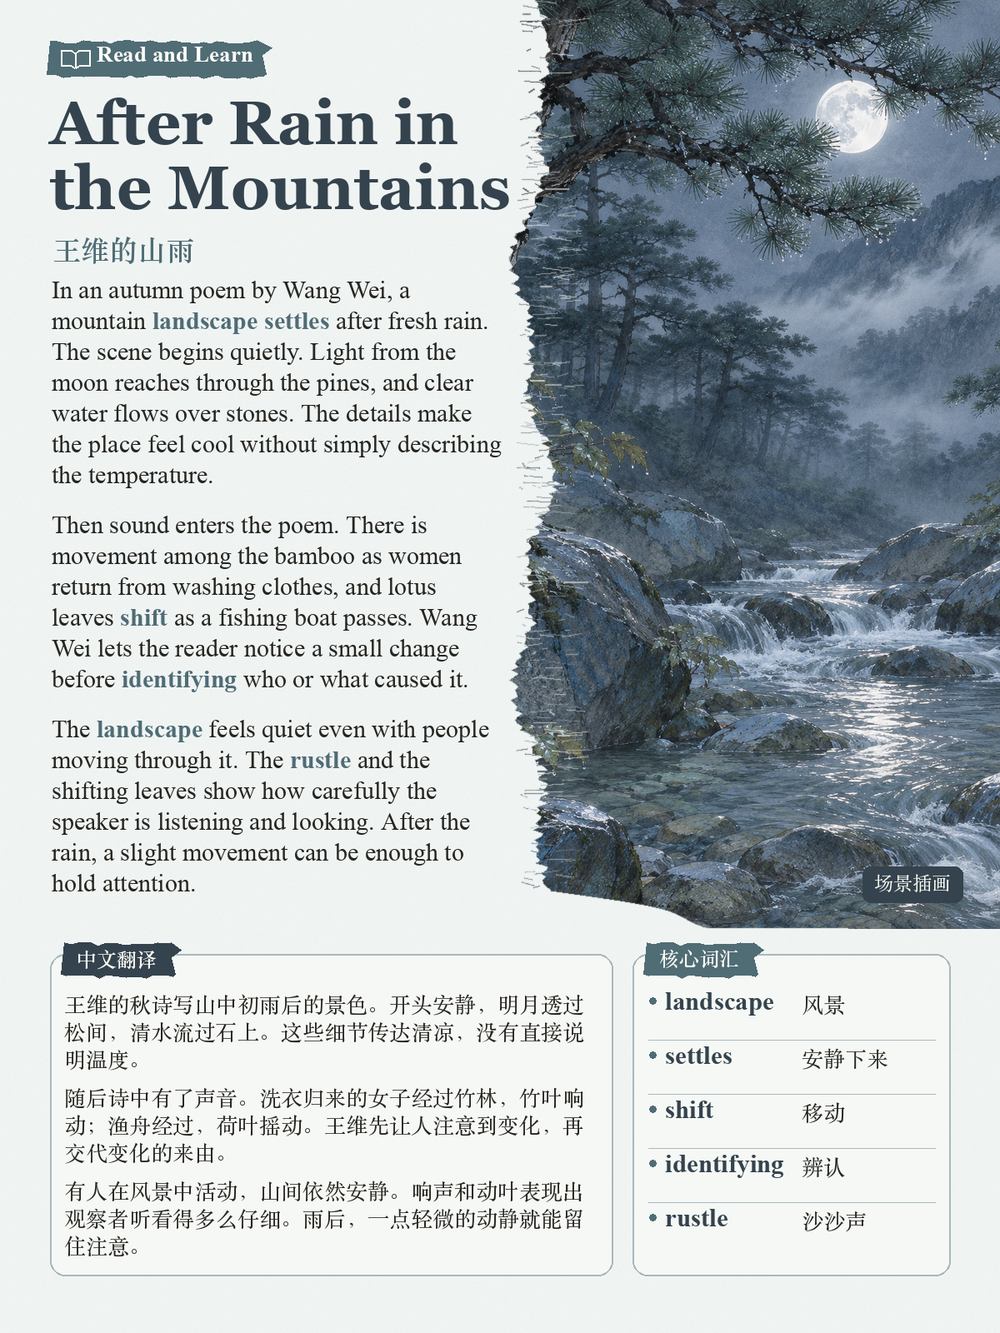 Read and Learn
After Rain in
the Mountains
王维的山雨
In an autumn poem by Wang Wei, a
mountain landscape settles after fresh rain.
The scene begins quietly. Light from the
moon reaches through the pines, and clear
water flows over stones. The details make
the place feel cool without simply describing
the temperature.
Then sound enters the poem. There is
movement among the bamboo as women
return from washing clothes, and lotus
leaves shift as a fishing boat passes. Wang
Wei lets the reader notice a small change
before identifying who or what caused it.
The landscape feels quiet even with people
moving through it. The rustle and the
shifting leaves show how carefully the
speaker is listening and looking. After the
rain, a slight movement can be enough to
hold attention.
场景插画
中文翻译
王维的秋诗写山中初雨后的景色。开头安静，明月透过
松间，清水流过石上。这些细节传达清凉，没有直接说
明温度。
随后诗中有了声音。洗衣归来的女子经过竹林，竹叶响
动；渔舟经过，荷叶摇动。王维先让人注意到变化，再
交代变化的来由。
有人在风景中活动，山间依然安静。响声和动叶表现出
观察者听看得多么仔细。雨后，一点轻微的动静就能留
住注意。
核心词汇
• landscape 风景
• settles 安静下来
• shift 移动
• identifying 辨认
• rustle 沙沙声